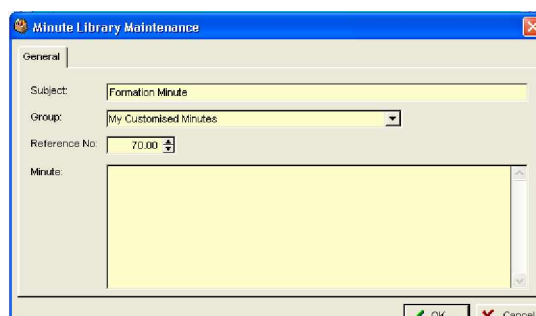 Minute Library Maintenance
General
Subject: Formation Minute
Group: My Customised Minutes
Reference No: 70.00
Minute:
OK Cancel